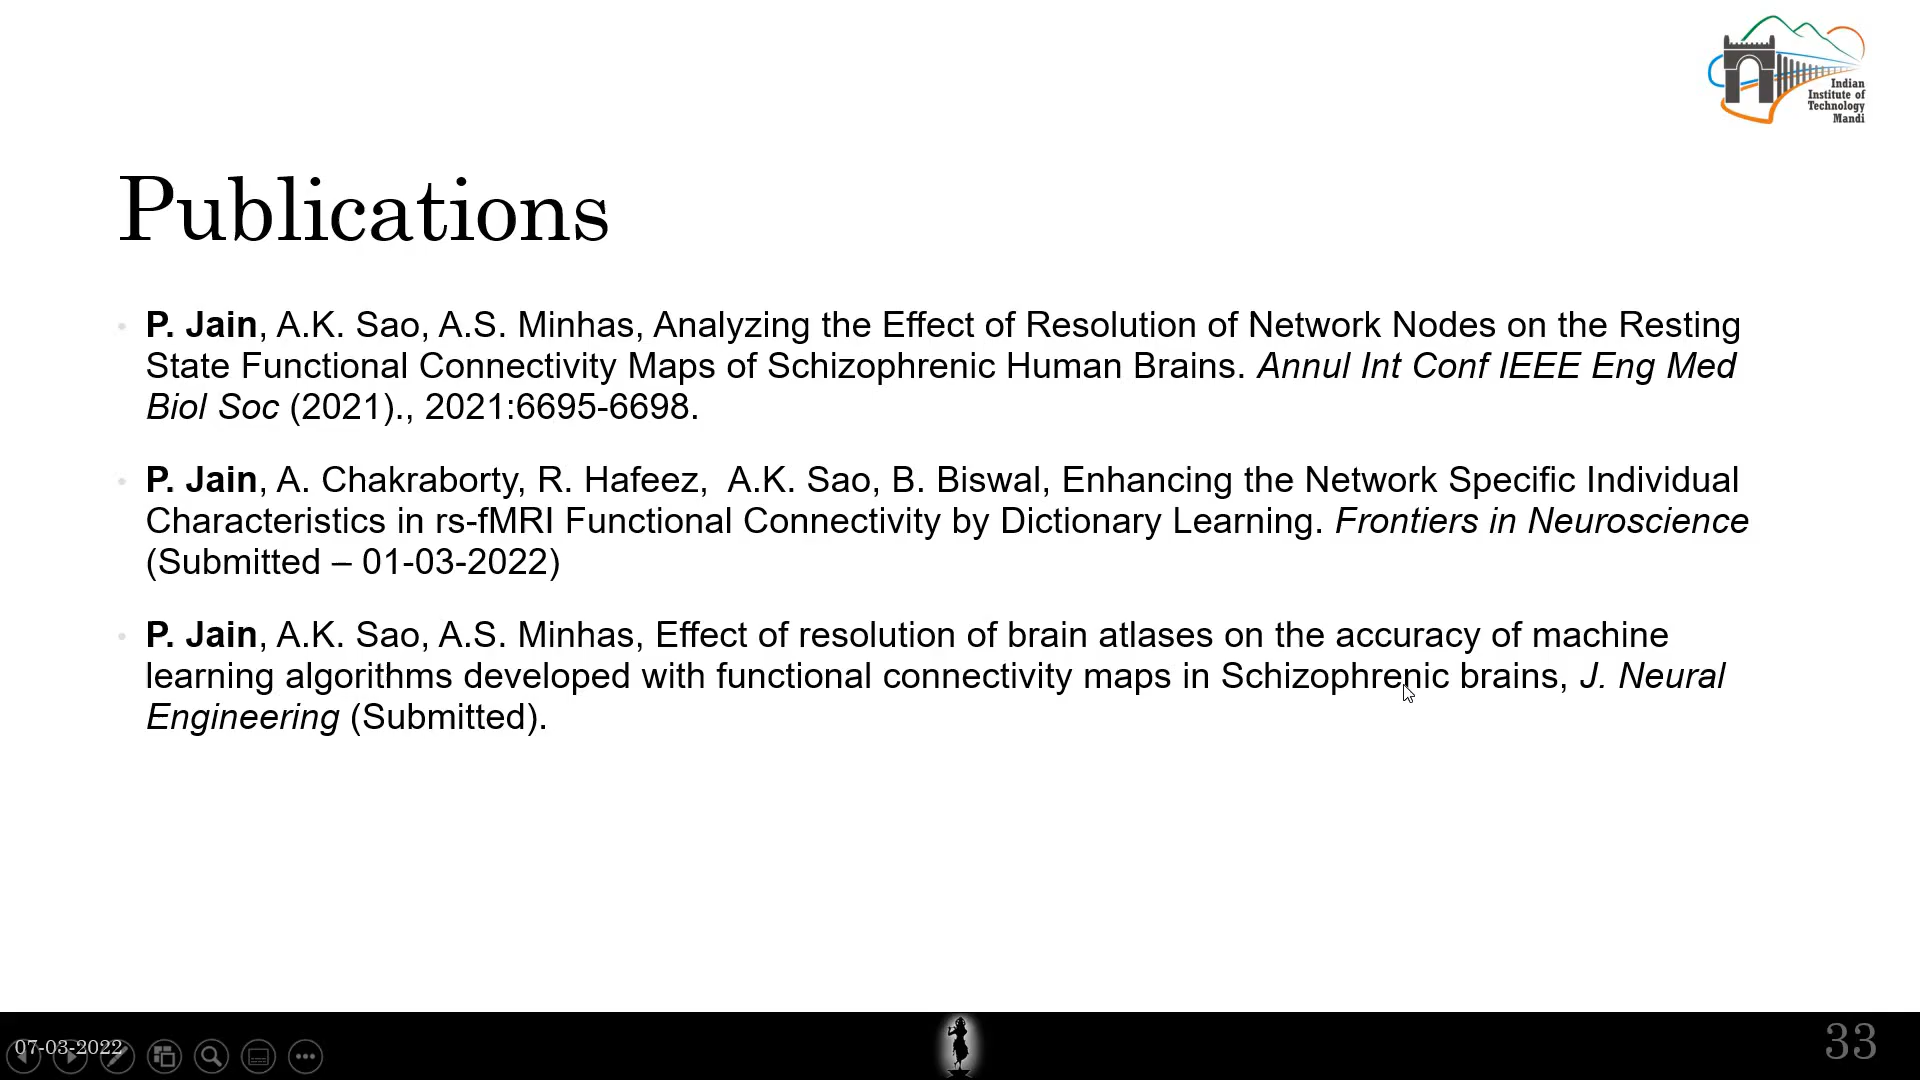 Indian
Institute of
Technology
Mandi
Publications
• P. Jain, A.K. Sao, A.S. Minhas, Analyzing the Effect of Resolution of Network Nodes on the Resting
State Functional Connectivity Maps of Schizophrenic Human Brains. Annul Int Conf IEEE Eng Med
Biol Soc (2021)., 2021:6695-6698.
• P. Jain, A. Chakraborty, R. Hafeez,  A.K. Sao, B. Biswal, Enhancing the Network Specific Individual
Characteristics in rs-fMRI Functional Connectivity by Dictionary Learning. Frontiers in Neuroscience
(Submitted – 01-03-2022)
• P. Jain, A.K. Sao, A.S. Minhas, Effect of resolution of brain atlases on the accuracy of machine
learning algorithms developed with functional connectivity maps in Schizophrenic brains, J. Neural
Engineering (Submitted).
07-03-2022
33